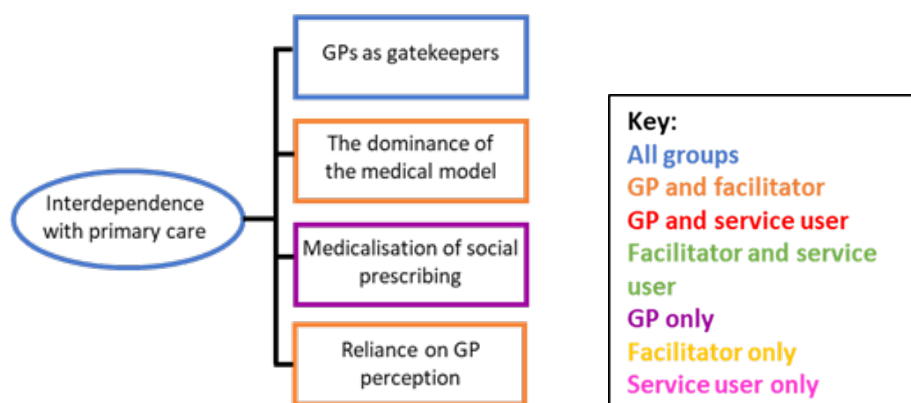 GPs as gatekeepers
The dominance of
the medical model
Interdependence
with primary care
Medicalisation of social
prescribing
Reliance on GP
perception
Key:
All groups
GP and facilitator
GP and service user
Facilitator and service
user
GP only
Facilitator only
Service user only